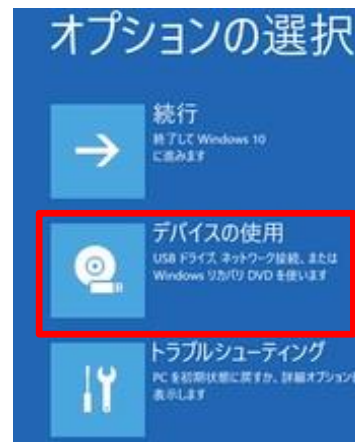 オプションの選択
続行
終了して Windows 10
に進みます
デバイスの使用
USB ドライブ、ネットワーク接続、または
Windows リカバリ DVD を使います
トラブルシューティング
PC を初期状態に戻すか、詳細オプション
表示します